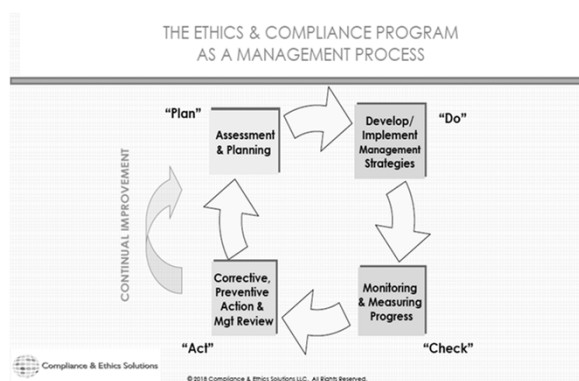 THE ETHICS & COMPLIANCE PROGRAM
AS A MANAGEMENT PROCESS
“Plan”
Assessment
& Planning
Develop/
Implement
Management
Strategies
“Do”
CONTINUAL IMPROVEMENT
Corrective,
Preventive
Action &
Mgt Review
Monitoring
& Measuring
Progress
“Act”
“Check”
Compliance & Ethics Solutions
© 2018 Compliance & Ethics Solutions LLC. All Rights Reserved.